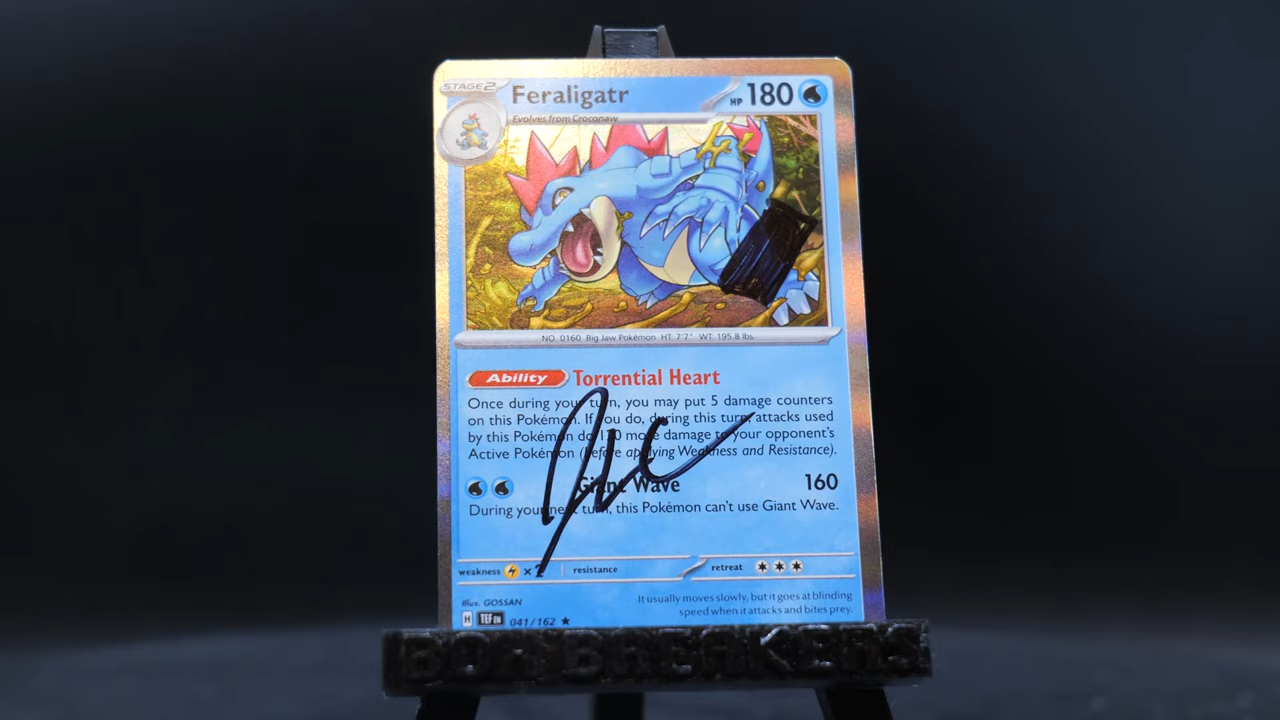 STAGE2
Feraligatr
HP 180
Evolves from Croconaw
NO. 0160 Big Jaw Pokémon HT: 7'7" WT: 195.8 lbs.
Ability Torrential Heart
Once during your turn, you may put 5 damage counters
on this Pokémon. If you do, during this turn, attacks used
by this Pokémon do 120 more damage to your opponent's
Active Pokémon (before applying Weakness and Resistance).
Giant Wave 160
During your next turn, this Pokémon can't use Giant Wave.
weakness ×2 resistance retreat
Illus. GOSSAN
It usually moves slowly, but it goes at blinding
speed when it attacks and bites prey.
H TEF EN 041/162
BOX BREAKERS